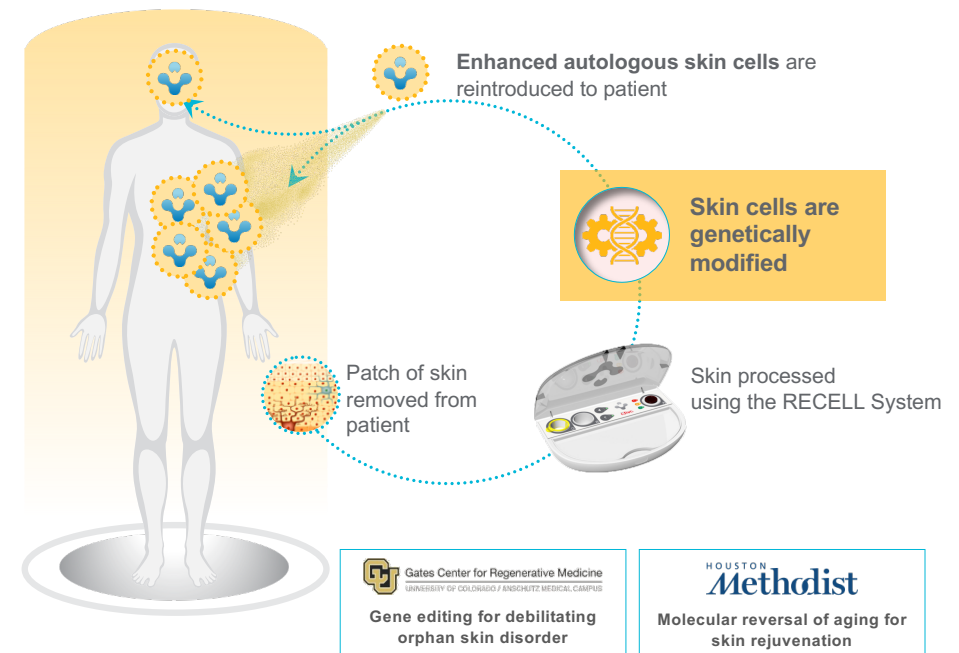 Enhanced autologous skin cells are
reintroduced to patient
Skin cells are
genetically
modified
Patch of skin
removed from
patient
Skin processed
using the RECELL System
CU
Gates Center for Regenerative Medicine
UNIVERSITY OF COLORADO / ANSCHUTZ MEDICAL CAMPUS
Gene editing for debilitating
orphan skin disorder
HOUSTON
Methodist
Molecular reversal of aging for
skin rejuvenation